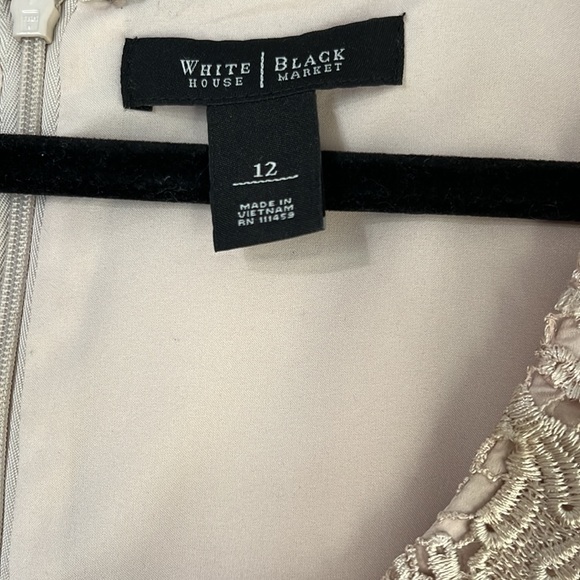 WHITE | BLACK
HOUSE | MARKET
12
MADE IN
VIETNAM
RN 111459